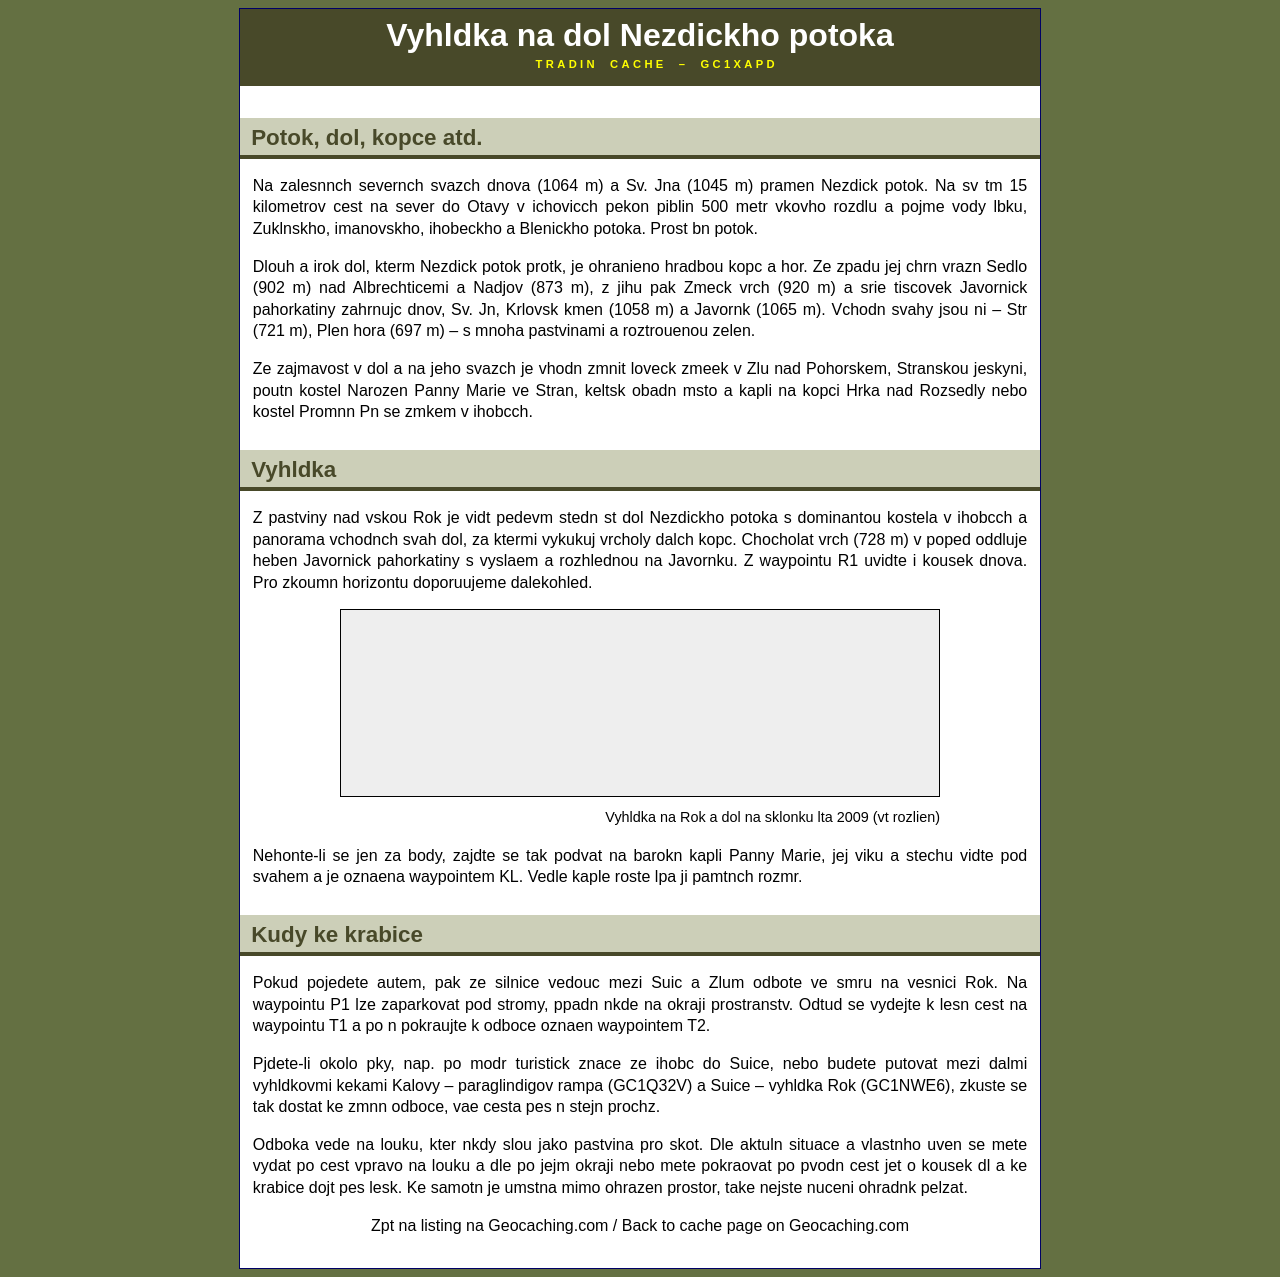 Vyhldka na dol Nezdickho potoka
TRADIN CACHE – GC1XAPD
Potok, dol, kopce atd.
Na zalesnnch severnch svazch dnova (1064 m) a Sv. Jna (1045 m) pramen Nezdick potok. Na sv tm 15
kilometrov cest na sever do Otavy v ichovicch pekon piblin 500 metr vkovho rozdlu a pojme vody lbku,
Zuklnskho, imanovskho, ihobeckho a Blenickho potoka. Prost bn potok.
Dlouh a irok dol, kterm Nezdick potok protk, je ohranieno hradbou kopc a hor. Ze zpadu jej chrn vrazn Sedlo
(902 m) nad Albrechticemi a Nadjov (873 m), z jihu pak Zmeck vrch (920 m) a srie tiscovek Javornick
pahorkatiny zahrnujc dnov, Sv. Jn, Krlovsk kmen (1058 m) a Javornk (1065 m). Vchodn svahy jsou ni – Str
(721 m), Plen hora (697 m) – s mnoha pastvinami a roztrouenou zelen.
Ze zajmavost v dol a na jeho svazch je vhodn zmnit loveck zmeek v Zlu nad Pohorskem, Stranskou jeskyni,
poutn kostel Narozen Panny Marie ve Stran, keltsk obadn msto a kapli na kopci Hrka nad Rozsedly nebo
kostel Promnn Pn se zmkem v ihobcch.
Vyhldka
Z pastviny nad vskou Rok je vidt pedevm stedn st dol Nezdickho potoka s dominantou kostela v ihobcch a
panorama vchodnch svah dol, za ktermi vykukuj vrcholy dalch kopc. Chocholat vrch (728 m) v poped oddluje
heben Javornick pahorkatiny s vyslaem a rozhlednou na Javornku. Z waypointu R1 uvidte i kousek dnova.
Pro zkoumn horizontu doporuujeme dalekohled.
Vyhldka na Rok a dol na sklonku lta 2009 (vt rozlien)
Nehonte-li se jen za body, zajdte se tak podvat na barokn kapli Panny Marie, jej viku a stechu vidte pod
svahem a je oznaena waypointem KL. Vedle kaple roste lpa ji pamtnch rozmr.
Kudy ke krabice
Pokud pojedete autem, pak ze silnice vedouc mezi Suic a Zlum odbote ve smru na vesnici Rok. Na
waypointu P1 lze zaparkovat pod stromy, ppadn nkde na okraji prostranstv. Odtud se vydejte k lesn cest na
waypointu T1 a po n pokraujte k odboce oznaen waypointem T2.
Pjdete-li okolo pky, nap. po modr turistick znace ze ihobc do Suice, nebo budete putovat mezi dalmi
vyhldkovmi kekami Kalovy – paraglindigov rampa (GC1Q32V) a Suice – vyhldka Rok (GC1NWE6), zkuste se
tak dostat ke zmnn odboce, vae cesta pes n stejn prochz.
Odboka vede na louku, kter nkdy slou jako pastvina pro skot. Dle aktuln situace a vlastnho uven se mete
vydat po cest vpravo na louku a dle po jejm okraji nebo mete pokraovat po pvodn cest jet o kousek dl a ke
krabice dojt pes lesk. Ke samotn je umstna mimo ohrazen prostor, take nejste nuceni ohradnk pelzat.
Zpt na listing na Geocaching.com / Back to cache page on Geocaching.com